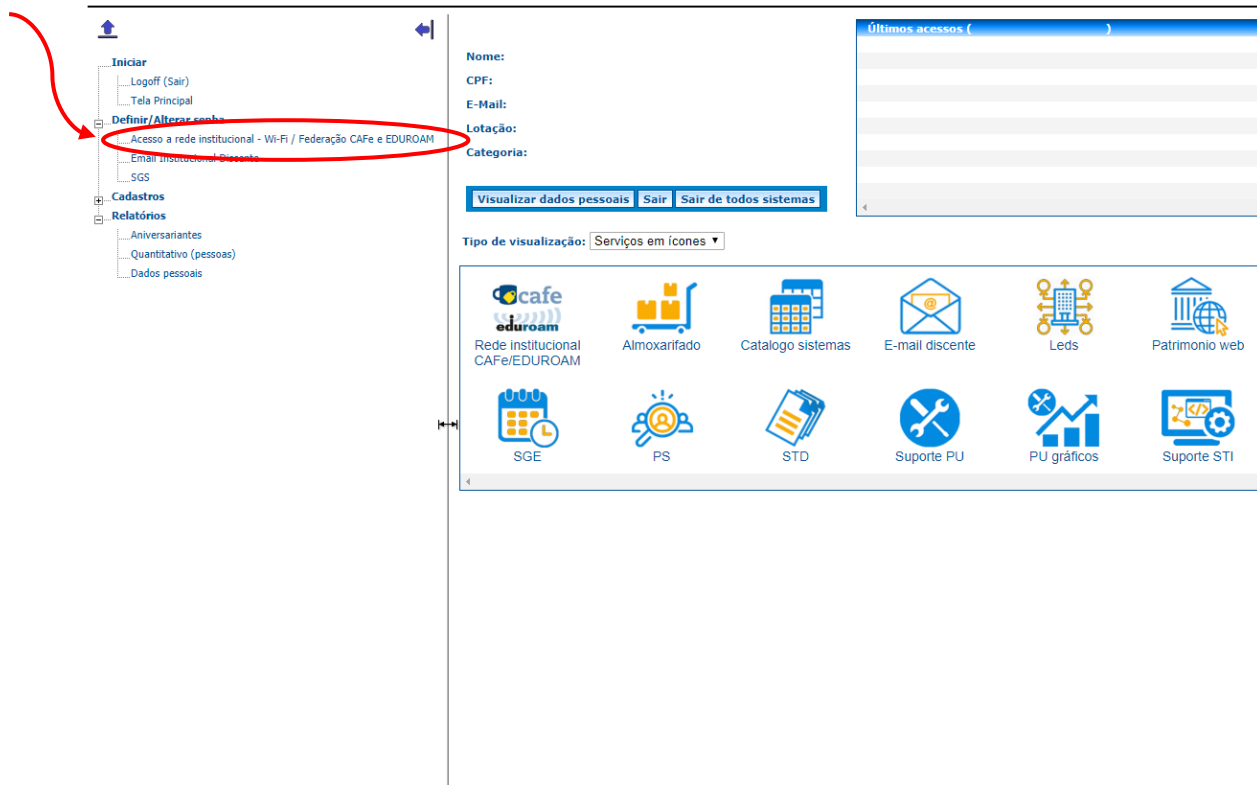 Iniciar
Logoff (Sair)
Tela Principal
Definir/Alterar senha
Acesso a rede institucional - Wi-Fi / Federação CAFe e EDUROAM
Email Institucional Discente
SGS
Cadastros
Relatórios
Aniversariantes
Quantitativo (pessoas)
Dados pessoais
Últimos acessos ( )
Nome:
CPF:
E-Mail:
Lotação:
Categoria:
Visualizar dados pessoais Sair Sair de todos sistemas
Tipo de visualização: Serviços em ícones
cafe
eduroam
Rede institucional
CAFe/EDUROAM
Almoxarifado
Catalogo sistemas
@
E-mail discente
Leds
Patrimonio web
SGE
PS
STD
Suporte PU
PU gráficos
</>
Suporte STI